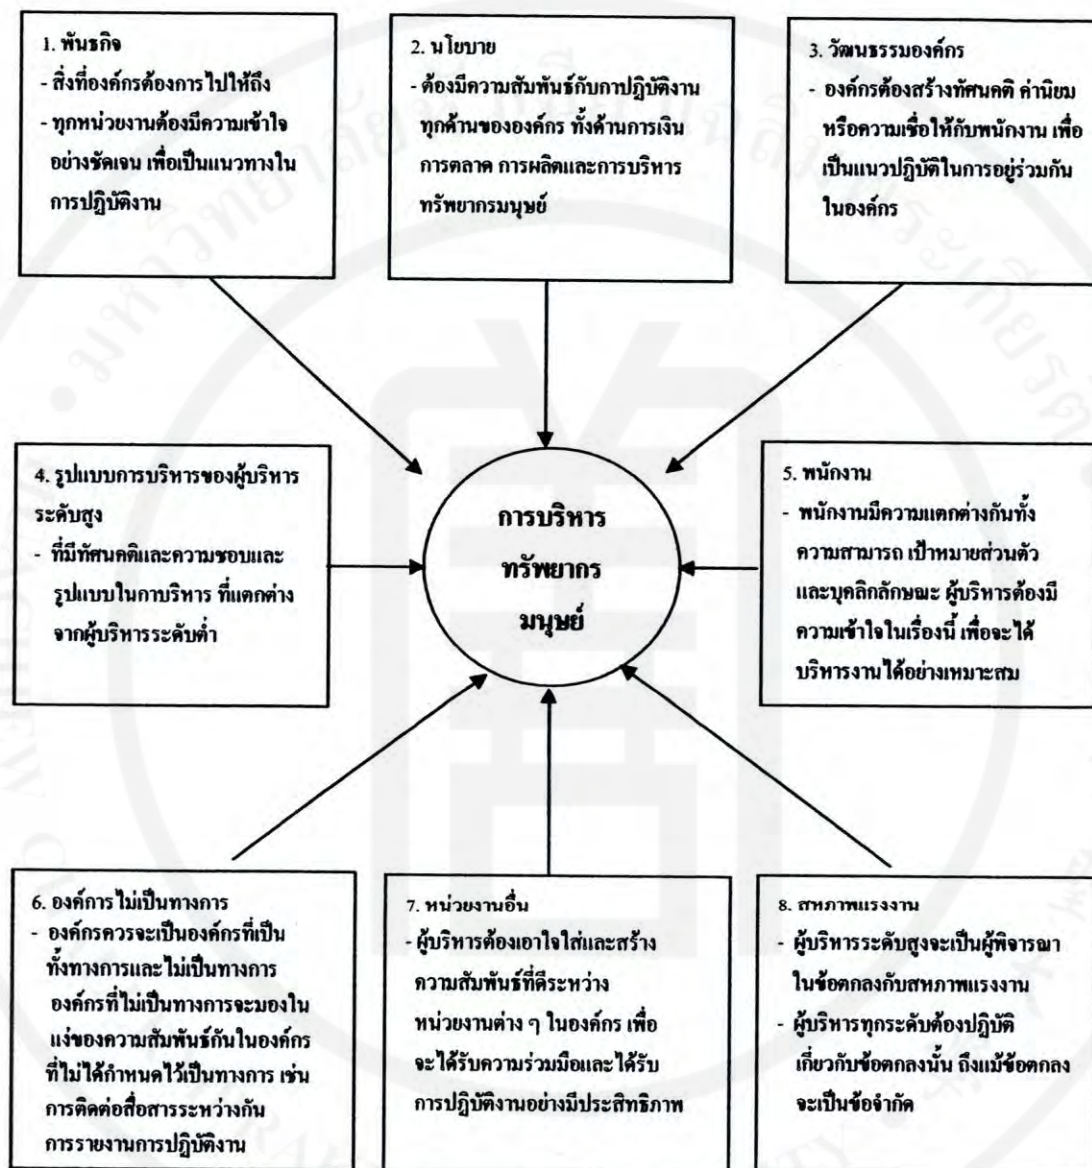 1. พันธกิจ
- สิ่งที่องค์กรต้องการไปให้ถึง
- ทุกหน่วยงานต้องมีความเข้าใจ
อย่างชัดเจน เพื่อเป็นแนวทางใน
การปฏิบัติงาน
2. นโยบาย
- ต้องมีความสัมพันธ์กับกาปฏิบัติงาน
ทุกด้านขององค์กร ทั้งด้านการเงิน
การตลาด การผลิตและการบริหาร
ทรัพยากรมนุษย์
3. วัฒนธรรมองค์กร
- องค์กรต้องสร้างทัศนคติ ค่านิยม
หรือความเชื่อให้กับพนักงาน เพื่อ
เป็นแนวปฏิบัติในการอยู่ร่วมกัน
ในองค์กร
4. รูปแบบการบริหารของผู้บริหาร
ระดับสูง
- ที่มีทัศนคติและความชอบและ
รูปแบบในกาบริหาร ที่แตกต่าง
จากผู้บริหารระดับต่ำ
การบริหาร
ทรัพยากร
มนุษย์
5. พนักงาน
- พนักงานมีความแตกต่างกันทั้ง
ความสามารถ เป้าหมายส่วนตัว
และบุคลิกลักษณะ ผู้บริหารต้องมี
ความเข้าใจในเรื่องนี้ เพื่อจะได้
บริหารงานได้อย่างเหมาะสม
6. องค์การไม่เป็นทางการ
- องค์กรควรจะเป็นองค์กรที่เป็น
ทั้งทางการและไม่เป็นทางการ
องค์กรที่ไม่เป็นทางการจะมองใน
แง่ของความสัมพันธ์กันในองค์กร
ที่ไม่ได้กำหนดไว้เป็นทางการ เช่น
การติดต่อสื่อสารระหว่างกัน
การรายงานการปฏิบัติงาน
7. หน่วยงานอื่น
- ผู้บริหารต้องเอาใจใส่และสร้าง
ความสัมพันธ์ที่ดีระหว่าง
หน่วยงานต่าง ๆ ในองค์กร เพื่อ
จะได้รับความร่วมมือและได้รับ
การปฏิบัติงานอย่างมีประสิทธิภาพ
8. สหภาพแรงงาน
- ผู้บริหารระดับสูงจะเป็นผู้พิจารณา
ในข้อตกลงกับสหภาพแรงงาน
- ผู้บริหารทุกระดับต้องปฏิบัติ
เกี่ยวกับข้อตกลงนั้น ถึงแม้ข้อตกลง
จะเป็นข้อจำกัด